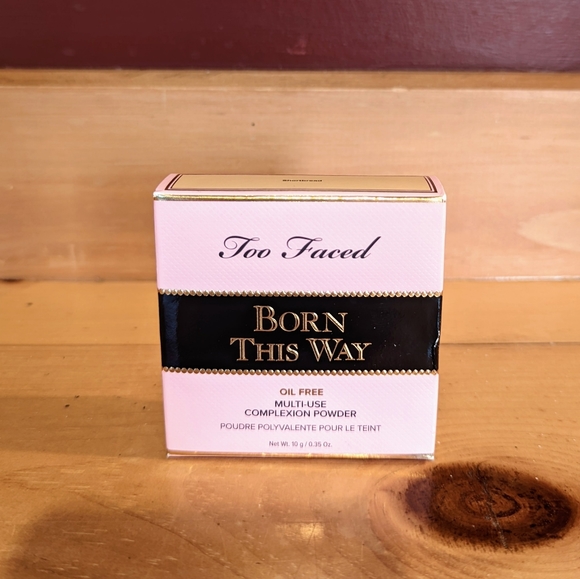 Too Faced
BORN
THIS WAY
OIL FREE
MULTI-USE
COMPLEXION POWDER
POUDRE POLYVALENTE POUR LE TEINT
Net Wt. 10 g / 0.35 Oz.